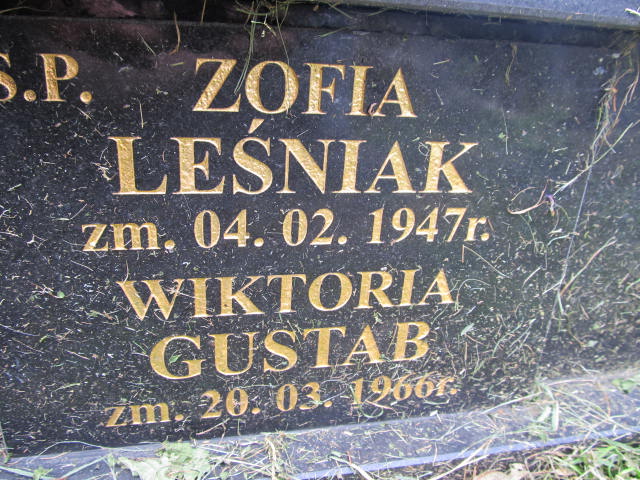 S.P. ZOFIA
LEŚNIAK
zm. 04. 02. 1947r.
WIKTORIA
GUSTAB
zm. 20. 03. 1966r.